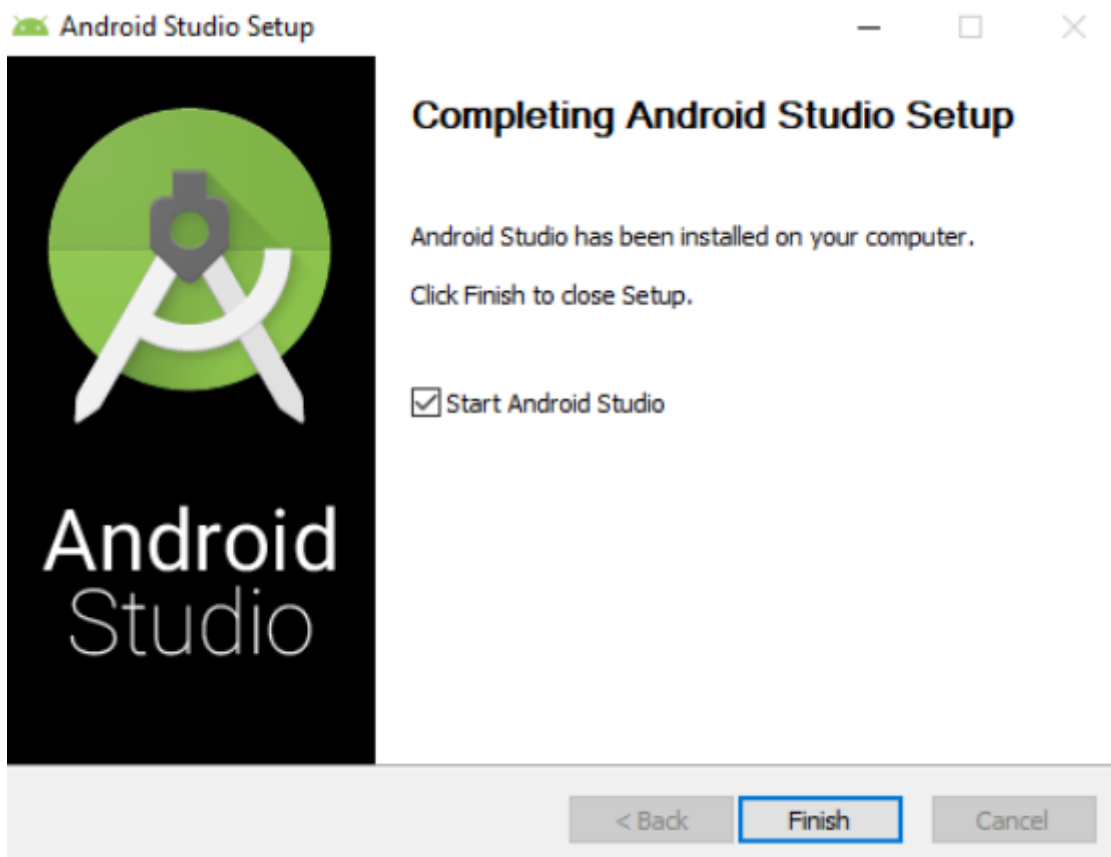 Android Studio Setup
Completing Android Studio Setup
Android Studio has been installed on your computer.
Click Finish to close Setup.
Start Android Studio
Android
Studio
< Back
Finish
Cancel